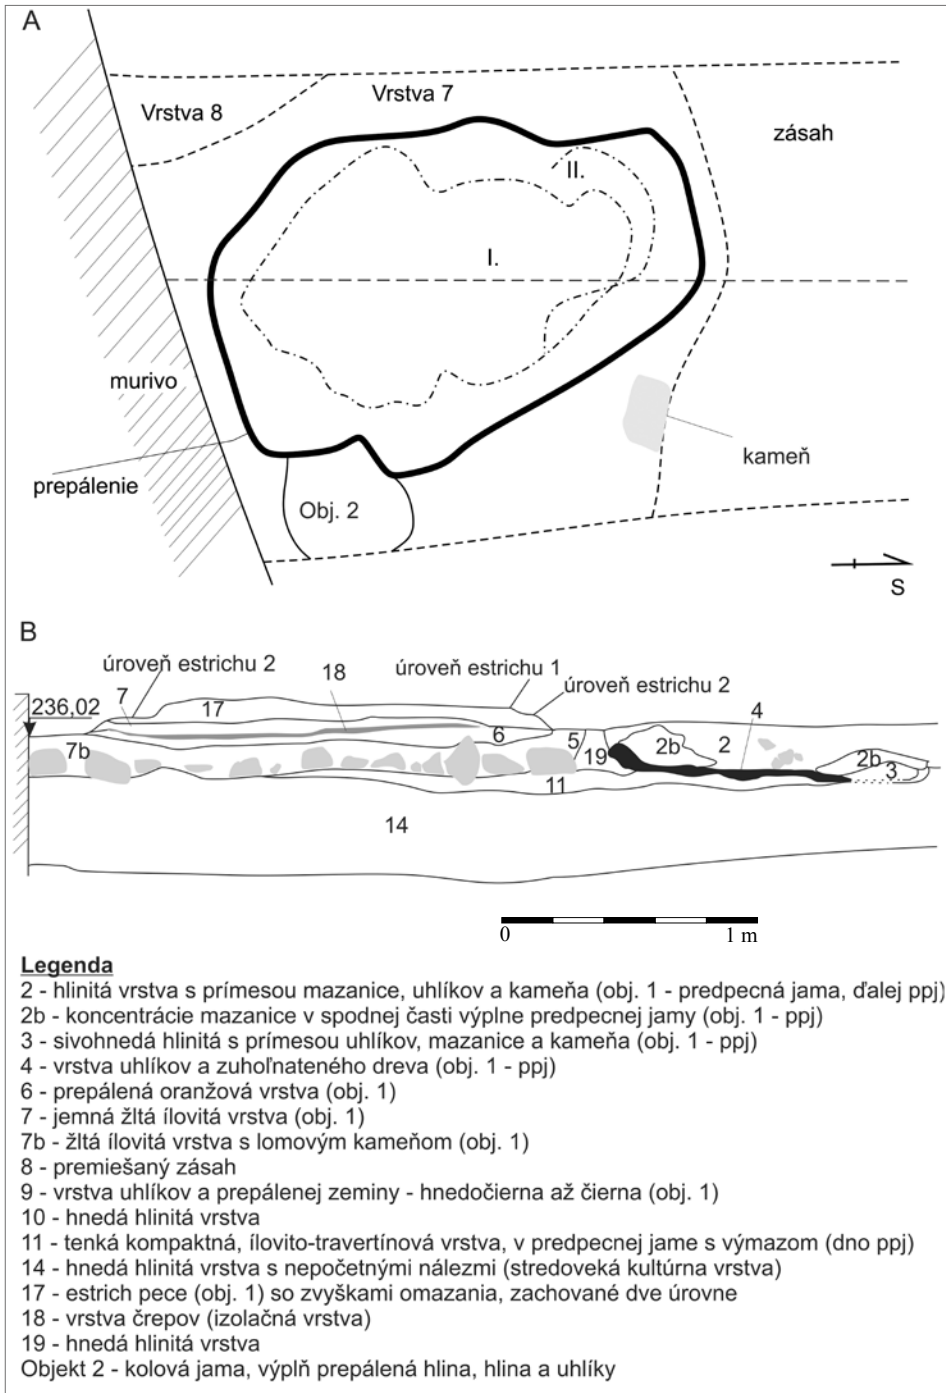 A
Vrstva 8
Vrstva 7
zásah
II.
I.
murivo
kameň
prepálenie
Obj. 2
S
B
úroveň estrichu 2
18
úroveň estrichu 1
úroveň estrichu 2
7
17
4
236,02
6
5
2b
2
7b
19
2b
3
11
14
0
1 m
Legenda
2 - hlinitá vrstva s prímesou mazanice, uhlíkov a kameňa (obj. 1 - predpecná jama, ďalej ppj)
2b - koncentrácie mazanice v spodnej časti výplne predpecnej jamy (obj. 1 - ppj)
3 - sivohnedá hlinitá s prímesou uhlíkov, mazanice a kameňa (obj. 1 - ppj)
4 - vrstva uhlíkov a zuhoľnateného dreva (obj. 1 - ppj)
6 - prepálená oranžová vrstva (obj. 1)
7 - jemná žltá ílovitá vrstva (obj. 1)
7b - žltá ílovitá vrstva s lomovým kameňom (obj. 1)
8 - premiešaný zásah
9 - vrstva uhlíkov a prepálenej zeminy - hnedočierna až čierna (obj. 1)
10 - hnedá hlinitá vrstva
11 - tenká kompaktná, ílovito-travertínová vrstva, v predpecnej jame s výmazom (dno ppj)
14 - hnedá hlinitá vrstva s nepočetnými nálezmi (stredoveká kultúrna vrstva)
17 - estrich pece (obj. 1) so zvyškami omazania, zachované dve úrovne
18 - vrstva črepov (izolačná vrstva)
19 - hnedá hlinitá vrstva
Objekt 2 - kolová jama, výplň prepálená hlina, hlina a uhlíky